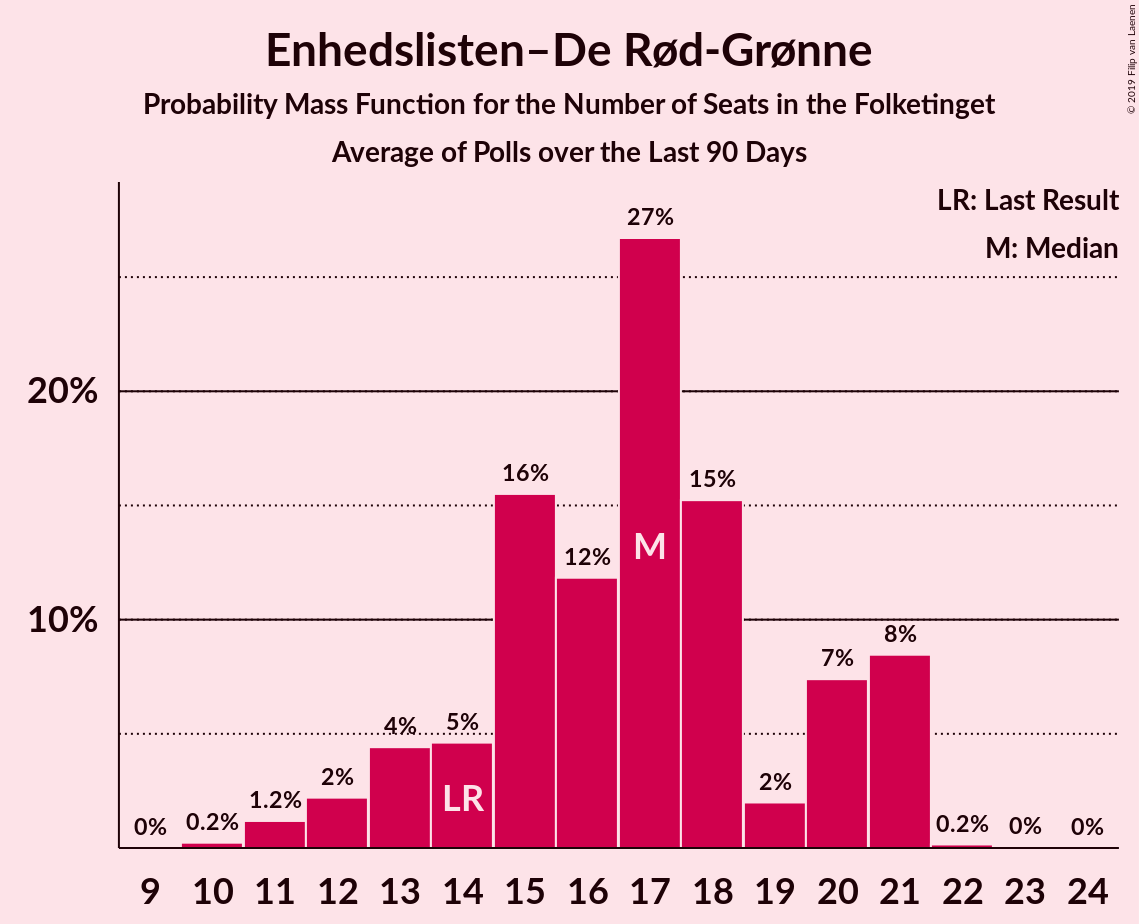 Enhedslisten–De Rød-Grønne
Probability Mass Function for the Number of Seats in the Folketinget
Average of Polls over the Last 90 Days
© 2019 Filip van Laenen
LR: Last Result
M: Median
27%
20%
16%
15%
12%
M
10%
8%
7%
5%
4%
2%
2%
1.2%
LR
0%
0.2%
0.2%
0%
0%
9 10 11 12 13 14 15 16 17 18 19 20 21 22 23 24